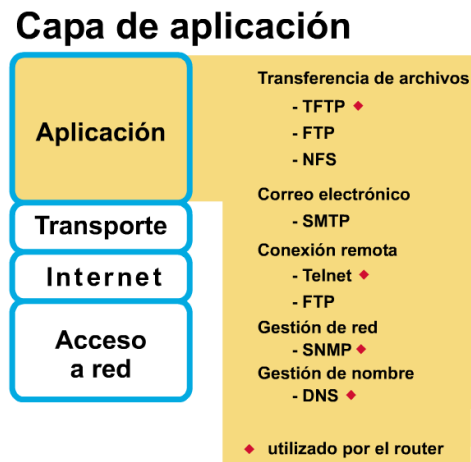 Capa de aplicación
Aplicación
Transporte
Internet
Acceso
a red
Transferencia de archivos
- TFTP ◆
- FTP
- NFS
Correo electrónico
- SMTP
Conexión remota
- Telnet ◆
- FTP
Gestión de red
- SNMP ◆
Gestión de nombre
- DNS ◆
◆ utilizado por el router